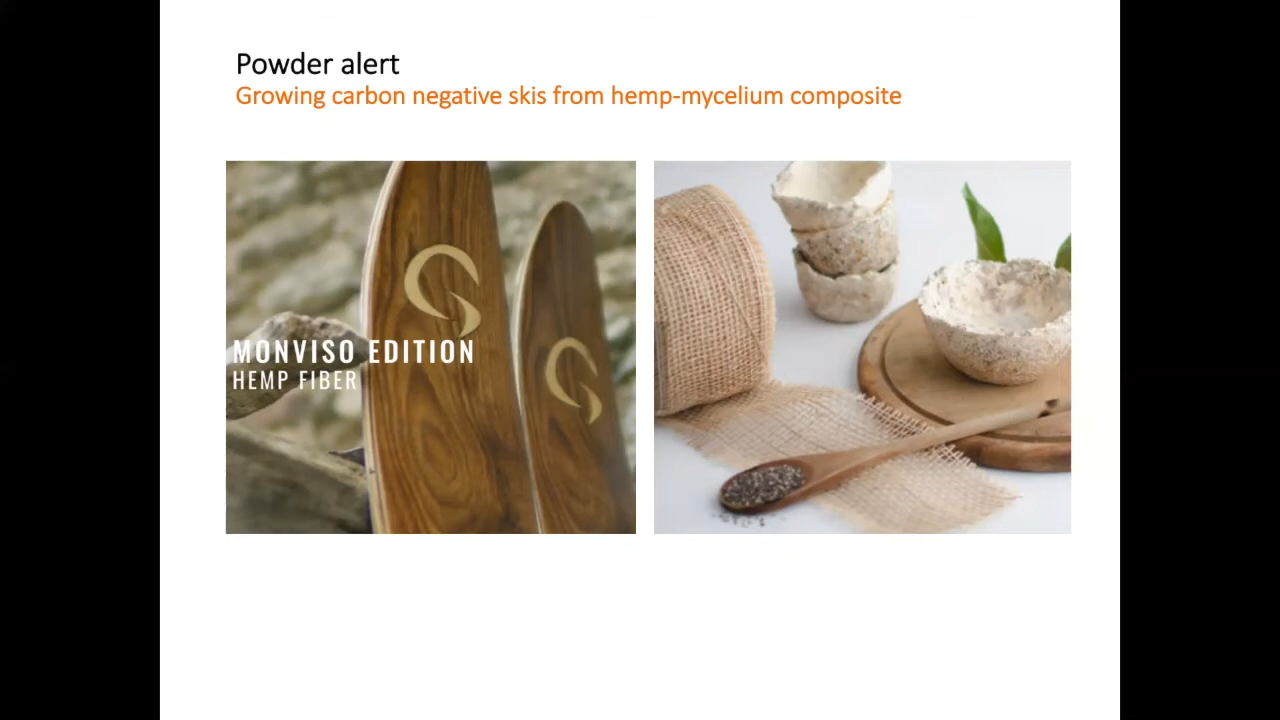 Powder alert
Growing carbon negative skis from hemp-mycelium composite
MONVISO EDITION
HEMP FIBER